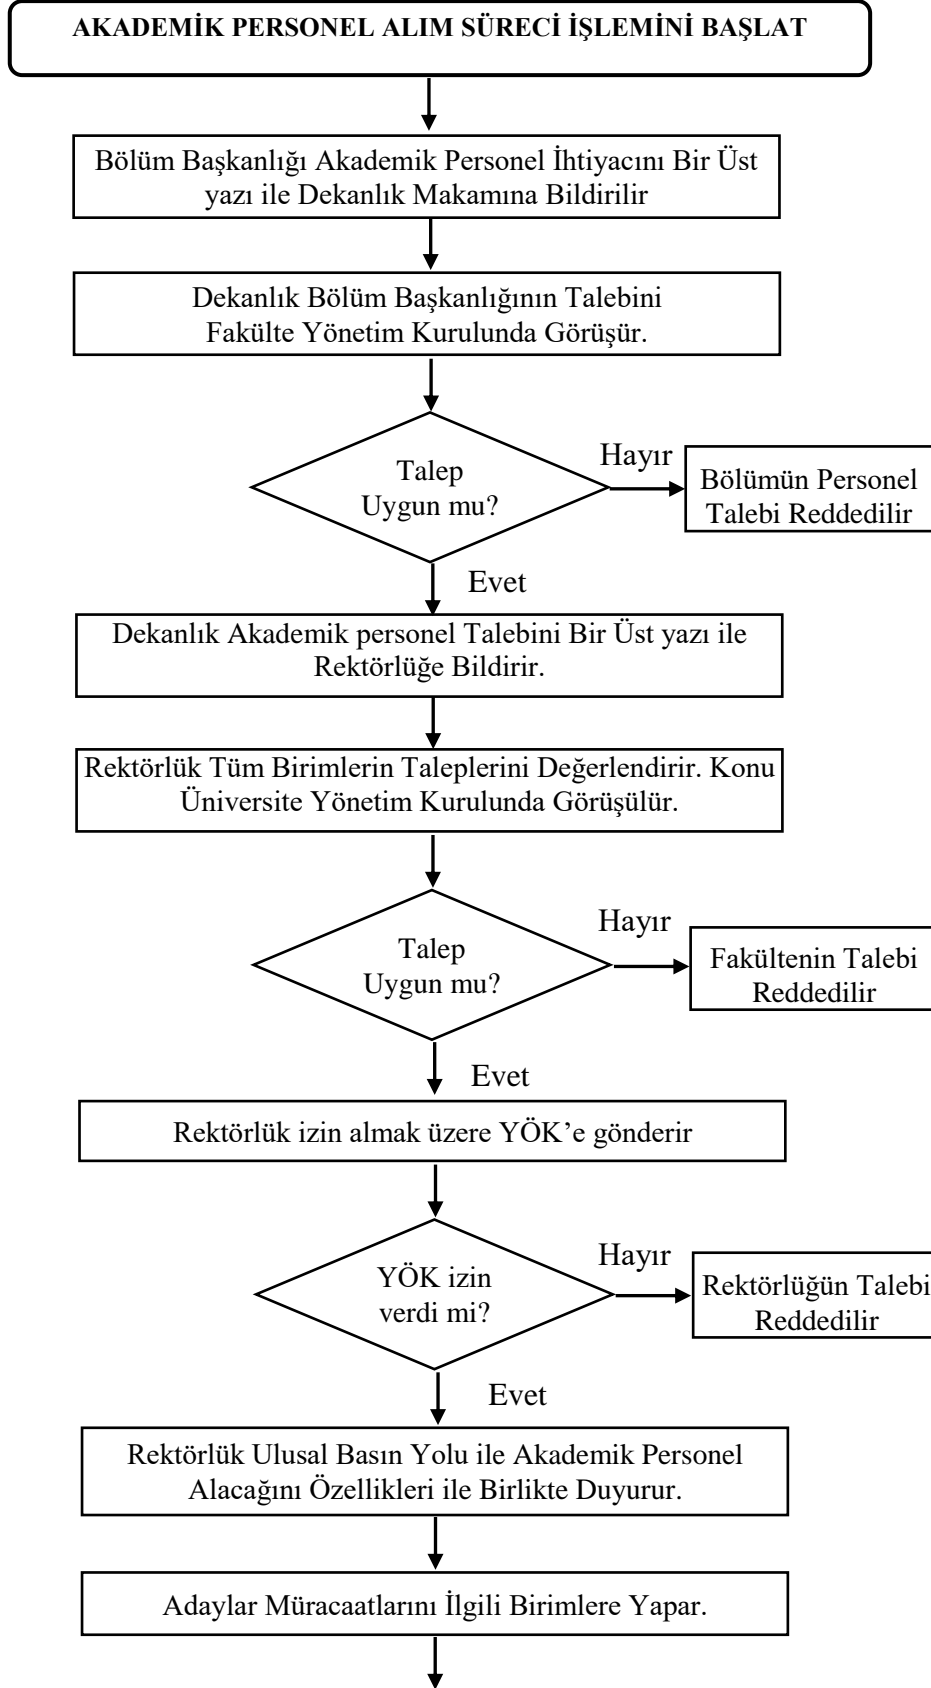 AKADEMİK PERSONEL ALIM SÜRECİ İŞLEMİNİ BAŞLAT
Bölüm Başkanlığı Akademik Personel İhtiyacını Bir Üst
yazı ile Dekanlık Makamına Bildirilir
Dekanlık Bölüm Başkanlığının Talebini
Fakülte Yönetim Kurulunda Görüşür.
Talep
Uygun mu?
Hayır
Bölümün Personel
Talebi Reddedilir
Evet
Dekanlık Akademik personel Talebini Bir Üst yazı ile
Rektörlüğe Bildirir.
Rektörlük Tüm Birimlerin Taleplerini Değerlendirir. Konu
Üniversite Yönetim Kurulunda Görüşülür.
Talep
Uygun mu?
Hayır
Fakültenin Talebi
Reddedilir
Evet
Rektörlük izin almak üzere YÖK’e gönderir
YÖK izin
verdi mi?
Hayır
Rektörlüğün Talebi
Reddedilir
Evet
Rektörlük Ulusal Basın Yolu ile Akademik Personel
Alacağını Özellikleri ile Birlikte Duyurur.
Adaylar Müracaatlarını İlgili Birimlere Yapar.